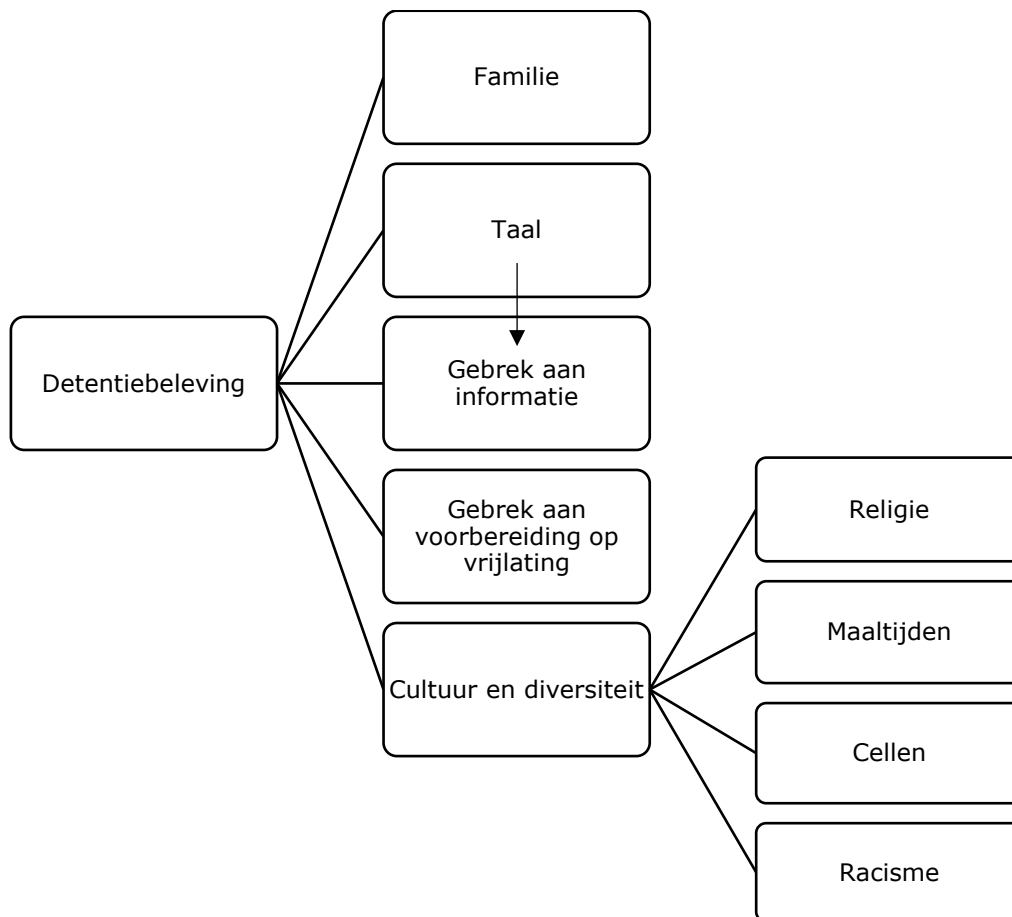 Familie
Taal
Detentiebeleving
Gebrek aan
informatie
Gebrek aan
voorbereiding op
vrijlating
Cultuur en diversiteit
Religie
Maaltijden
Cellen
Racisme